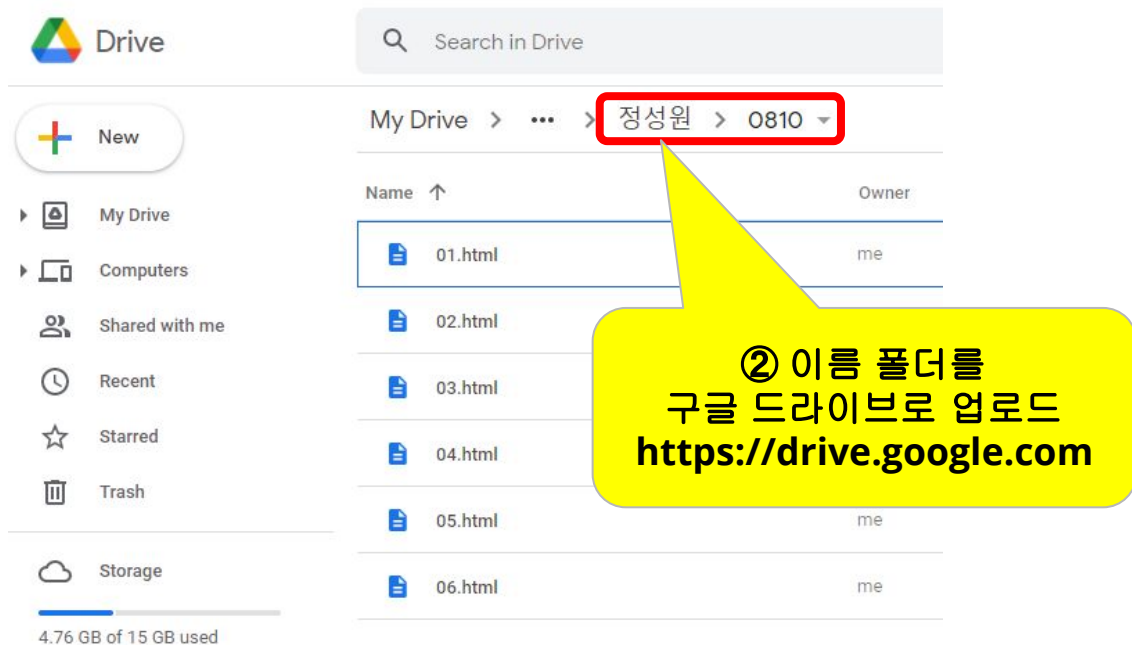 Drive
Search in Drive
My Drive > ··· > 정성원 > 0810
New
Name ↑
Owner
My Drive
01.html
me
Computers
02.html
Shared with me
② 이름 폴더를
구글 드라이브로 업로드
https://drive.google.com
Recent
03.html
Starred
04.html
Trash
05.html
me
Storage
06.html
me
4.76 GB of 15 GB used